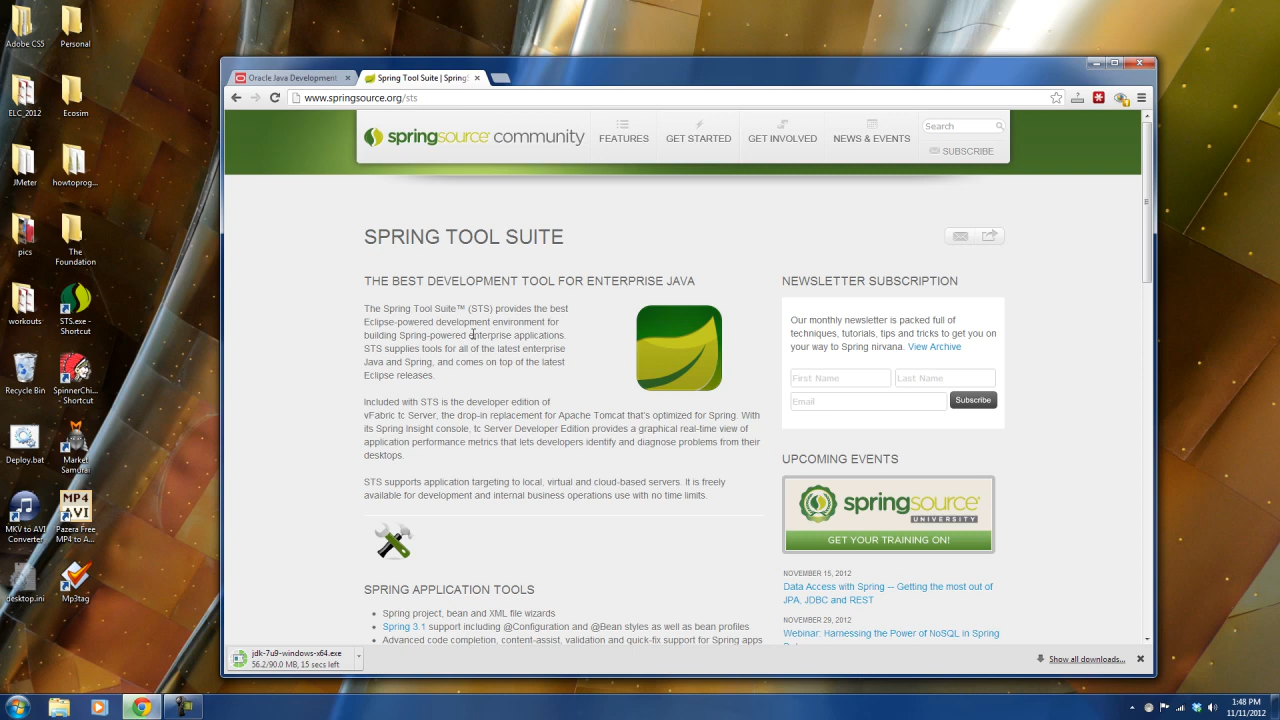 Adobe CS5
Personal
ELC_2012
Ecosim
JMeter
howtoprog...
pics
The
Foundation
workouts
STS.exe -
Shortcut
Recycle Bin
SpinnerChi...
- Shortcut
Deploy.bat
Market
Samurai
MKV to AVI
Converter
MP4
AVI
Pazera Free
MP4 to A...
desktop.ini
Mp3tag
Oracle Java Development
Spring Tool Suite | Spring
www.springsource.org/sts
springsource community
FEATURES
GET STARTED
GET INVOLVED
NEWS & EVENTS
Search
SUBSCRIBE
SPRING TOOL SUITE
THE BEST DEVELOPMENT TOOL FOR ENTERPRISE JAVA
The Spring Tool Suite™ (STS) provides the best
Eclipse-powered development environment for
building Spring-powered enterprise applications.
STS supplies tools for all of the latest enterprise
Java and Spring, and comes on top of the latest
Eclipse releases.
Included with STS is the developer edition of
vFabric tc Server, the drop-in replacement for Apache Tomcat that's optimized for Spring. With
its Spring Insight console, tc Server Developer Edition provides a graphical real-time view of
application performance metrics that lets developers identify and diagnose problems from their
desktops.
STS supports application targeting to local, virtual and cloud-based servers. It is freely
available for development and internal business operations use with no time limits.
SPRING APPLICATION TOOLS
• Spring project, bean and XML file wizards
• Spring 3.1 support including @Configuration and @Bean styles as well as bean profiles
• Advanced code completion, content-assist, validation and quick-fix support for Spring apps
NEWSLETTER SUBSCRIPTION
Our monthly newsletter is packed full of
techniques, tutorials, tips and tricks to get you on
your way to Spring nirvana. View Archive
First Name
Last Name
Email
Subscribe
UPCOMING EVENTS
springsource
UNIVERSITY
GET YOUR TRAINING ON!
NOVEMBER 15, 2012
Data Access with Spring -- Getting the most out of
JPA, JDBC and REST
NOVEMBER 29, 2012
Webinar: Harnessing the Power of NoSQL in Spring
jdk-7u9-windows-x64.exe
56.2/90.0 MB, 15 secs left
Show all downloads...
1:48 PM
11/11/2012